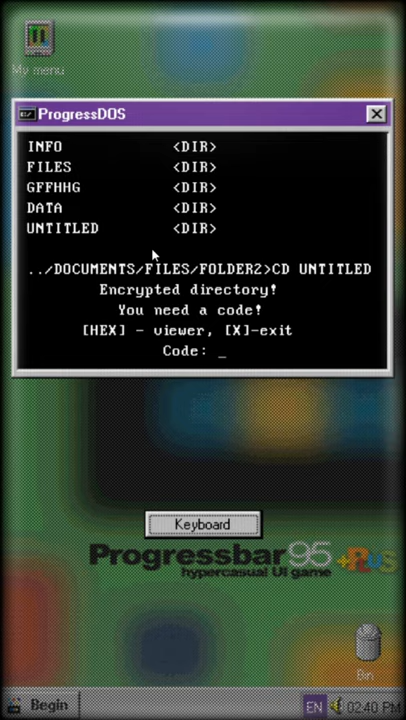 My menu
ProgressDOS
INFO <DIR>
FILES <DIR>
GFFHHG <DIR>
DATA <DIR>
UNTITLED <DIR>
../DOCUMENTS/FILES/FOLDER2>CD UNTITLED
Encrypted directory!
You need a code!
[HEX] - viewer, [X]-exit
Code: _
Keyboard
Progressbar95 +PLUS
hypercasual UI game
Bin
Begin EN 02:40 PM